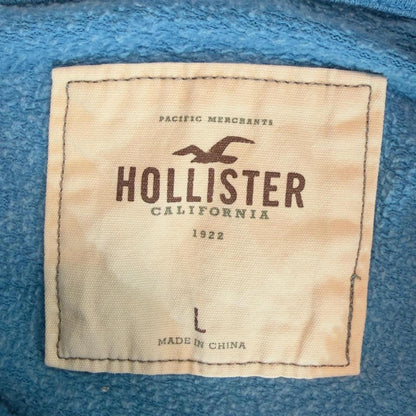 PACIFIC MERCHANTS
HOLLISTER
CALIFORNIA
1922
L
MADE IN CHINA